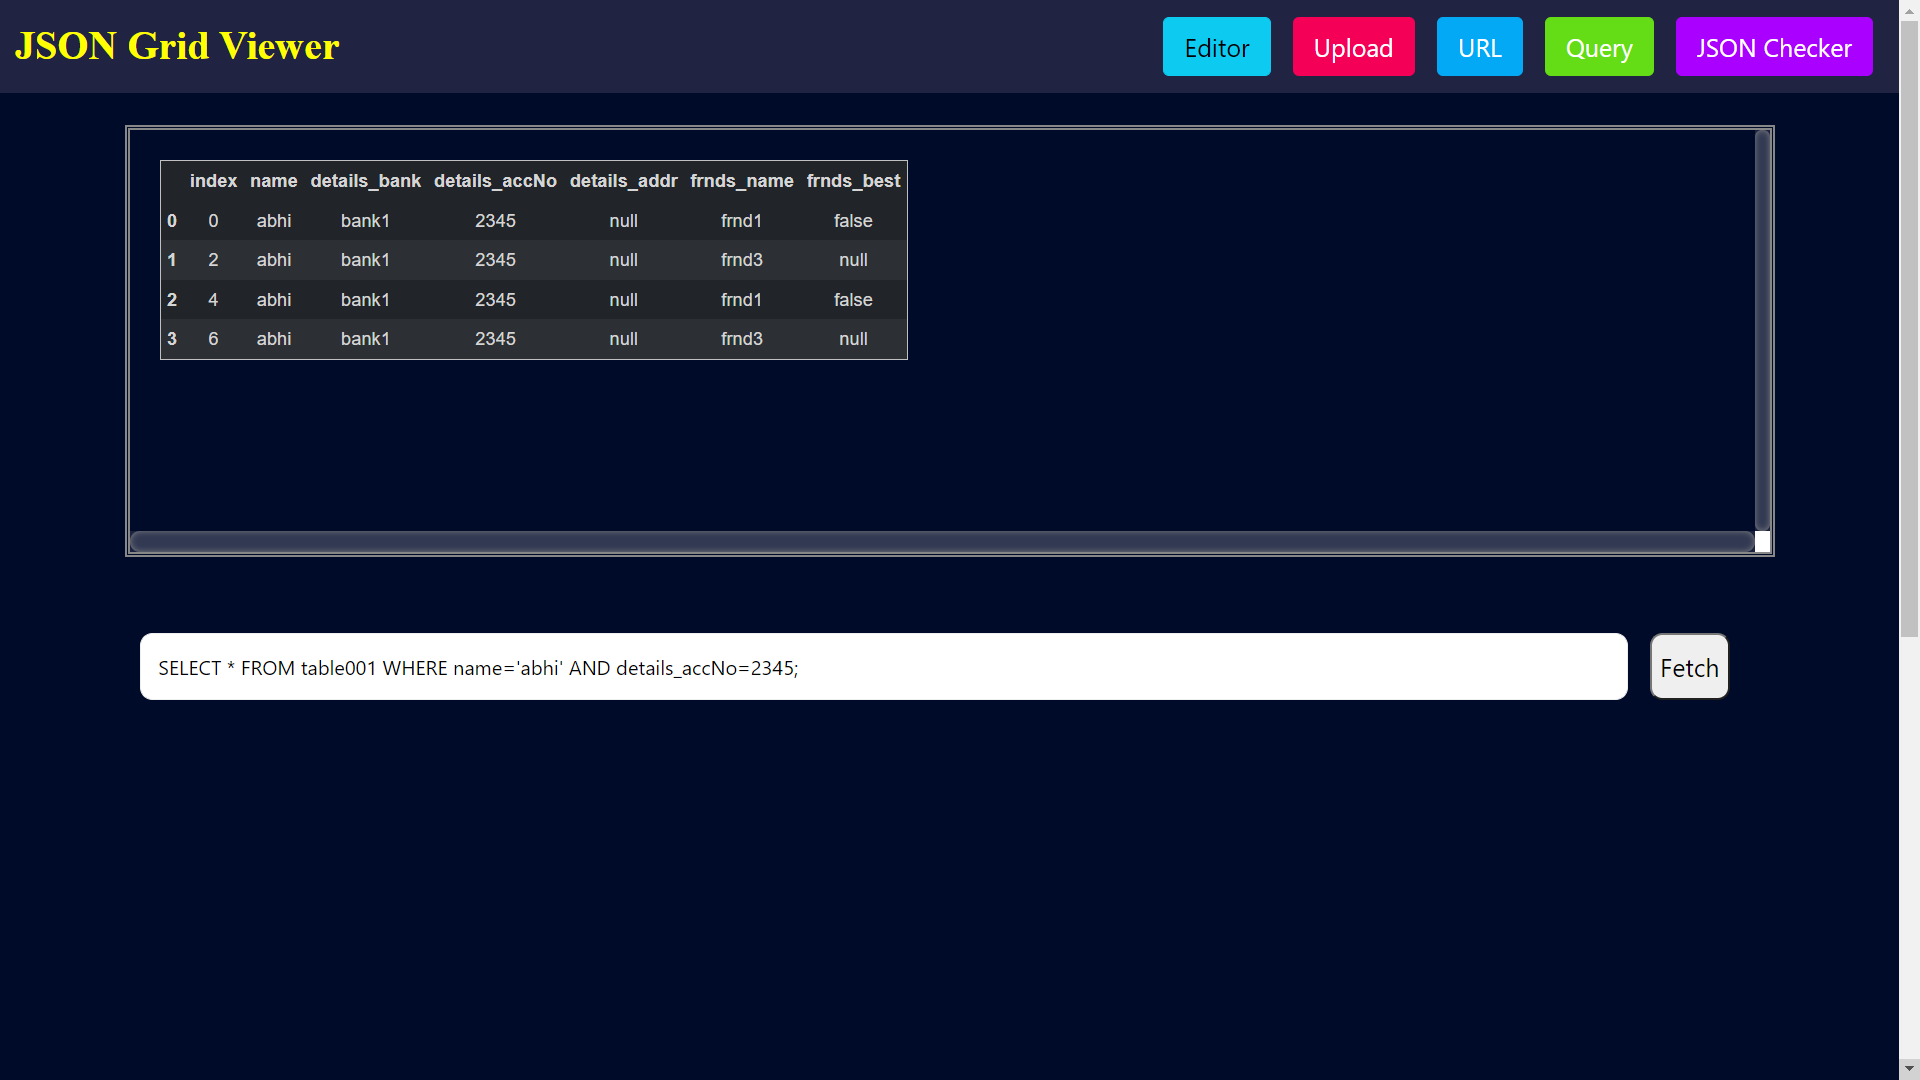 JSON Grid Viewer Editor Upload URL Query JSON Checker
index name details_bank details_accNo details_addr frnds_name frnds_best
0 0 abhi bank1 2345 null frnd1 false
1 2 abhi bank1 2345 null frnd3 null
2 4 abhi bank1 2345 null frnd1 false
3 6 abhi bank1 2345 null frnd3 null
SELECT * FROM table001 WHERE name='abhi' AND details_accNo=2345; Fetch